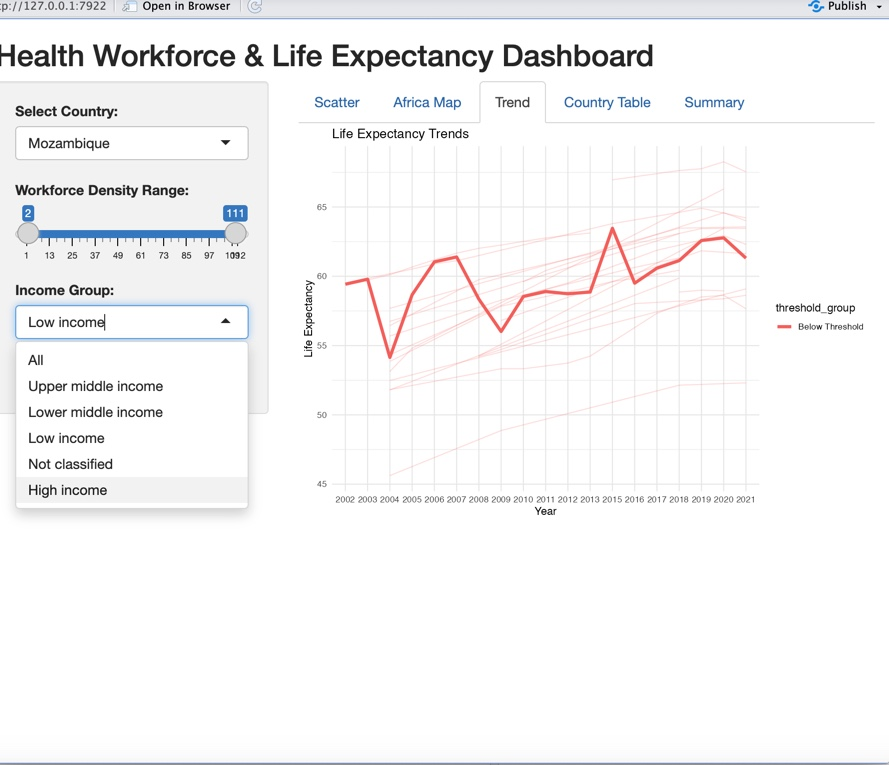 tp://127.0.0.1:7922 Open in Browser Publish
Health Workforce & Life Expectancy Dashboard
Select Country:
Mozambique
Workforce Density Range:
2 111
1 13 25 37 49 61 73 85 97
Income Group:
Low income
All
Upper middle income
Lower middle income
Low income
Not classified
High income
Scatter Africa Map Trend Country Table Summary
Life Expectancy Trends
Life Expectancy
65
60
55
50
45
2002 2003 2004 2005 2006 2007 2008 2009 2010 2011 2012 2013 2015 2016 2017 2018 2019 2020 2021
Year
threshold_group
Below Threshold